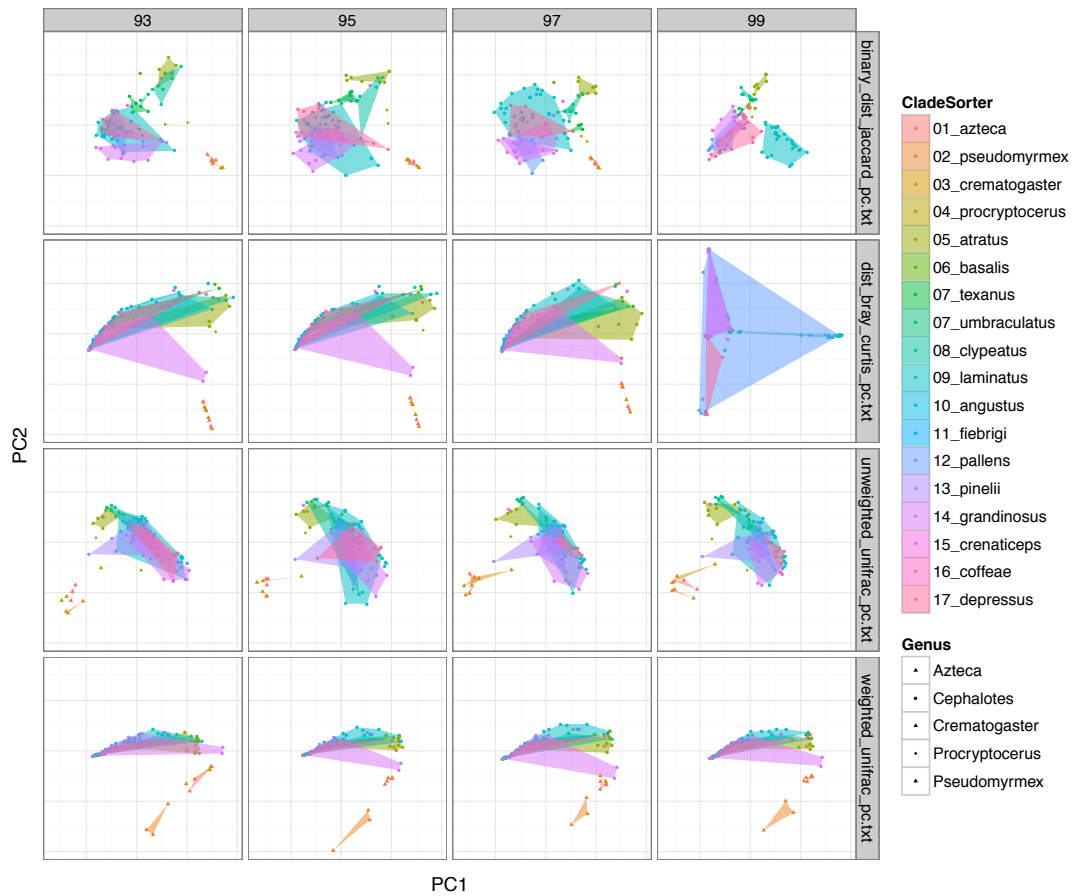 93
95
97
99
binary_dist_jaccard_pc.txt
dist_bray_curtis_pc.txt
unweighted_unifrac_pc.txt
weighted_unifrac_pc.txt
PC2
PC1
CladeSorter
01_azteca
02_pseudomyrmex
03_crematogaster
04_procryptocerus
05_atratus
06_basalis
07_texanus
07_umbraculatus
08_clypeatus
09_laminatus
10_angustus
11_fiebrigi
12_pallens
13_pinelii
14_grandinosus
15_crenaticeps
16_coffeae
17_depressus
Genus
Azteca
Cephalotes
Crematogaster
Procryptocerus
Pseudomyrmex